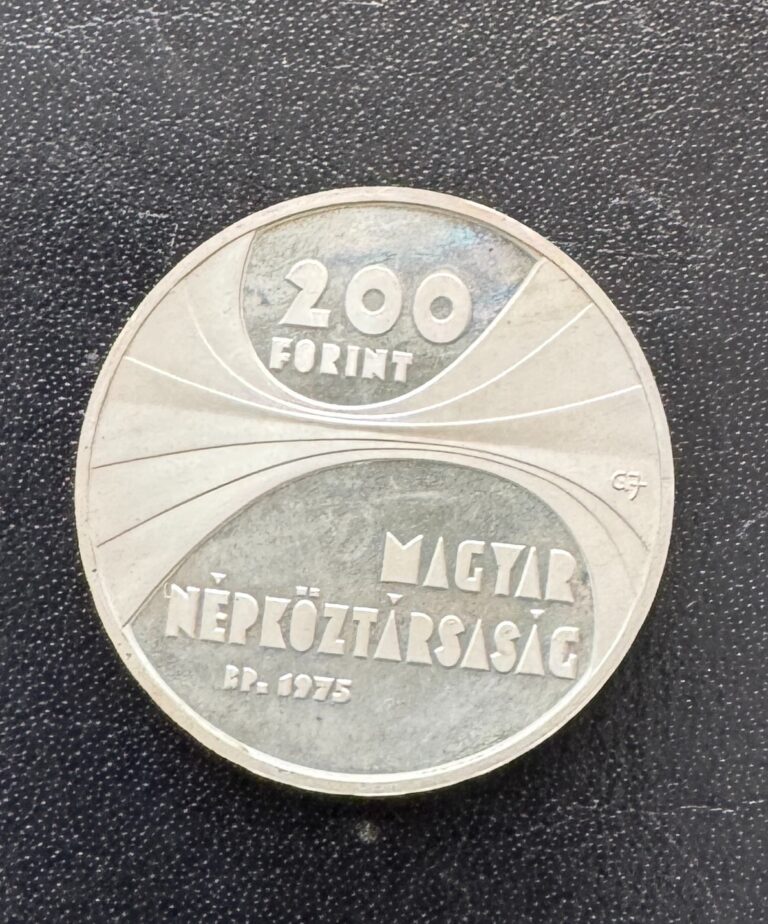 200
FORINT
MAGYAR
NÉPKÖZTÁRSASÁG
BP. 1975